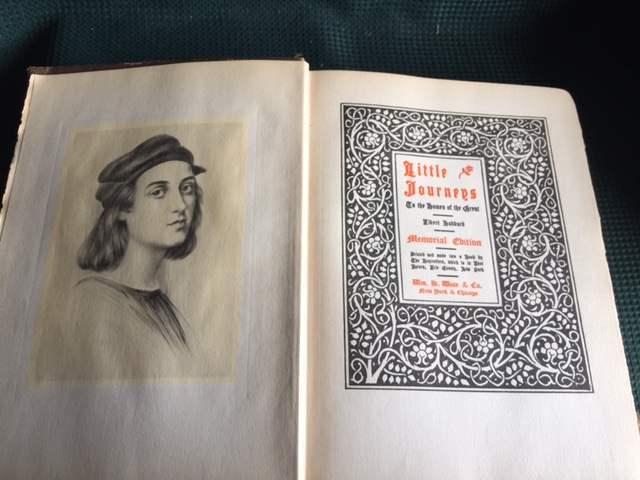 Little
Journeys
To the Homes of the Great
Elbert Hubbard
Memorial Edition
Printed and made into a Book by
The Roycrofters, which is in East
Aurora, Erie County, New York
Wm. H. Wise & Co.
New York & Chicago